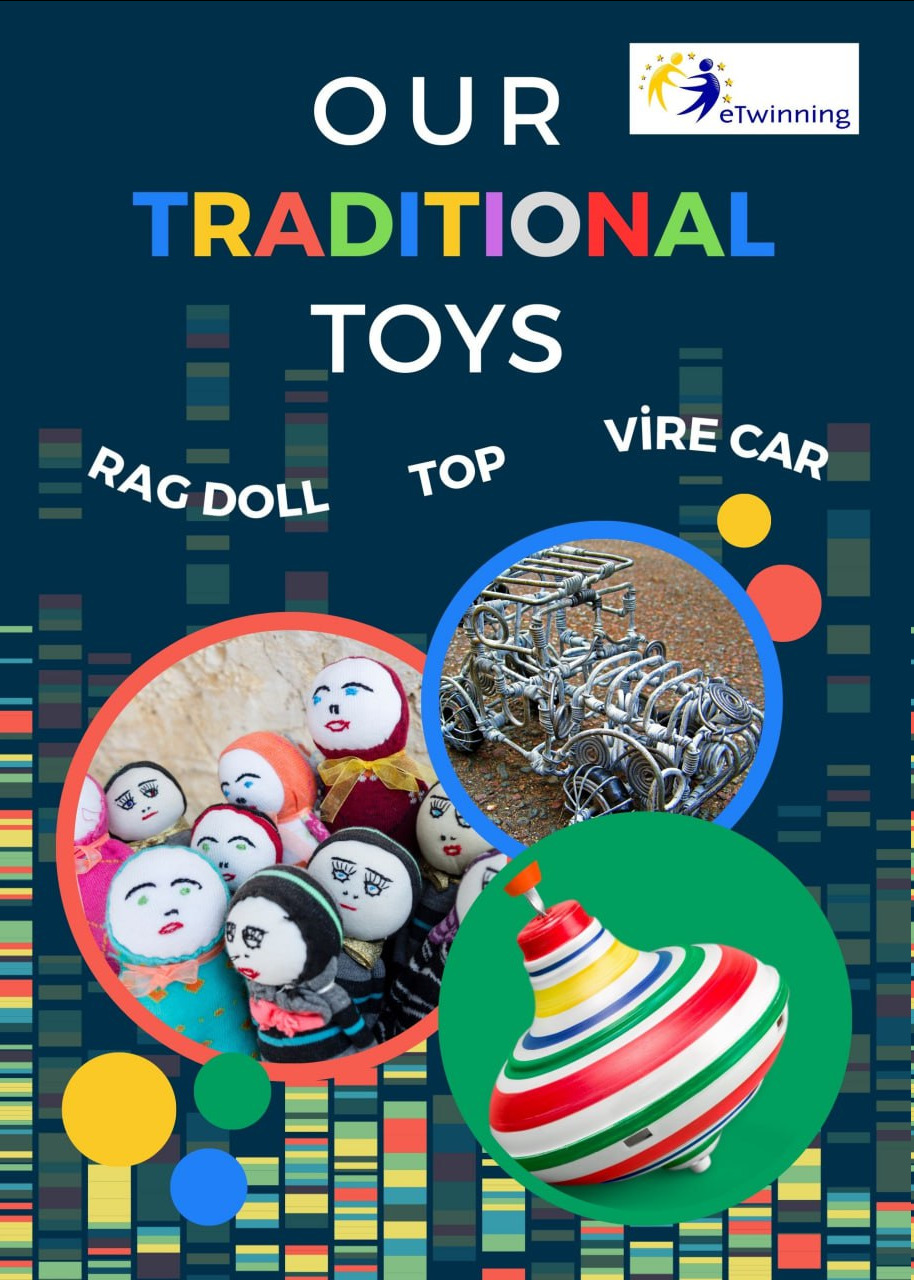 OUR
eTwinning
TRADITIONAL
TOYS
RAG DOLL
TOP
VİRE CAR